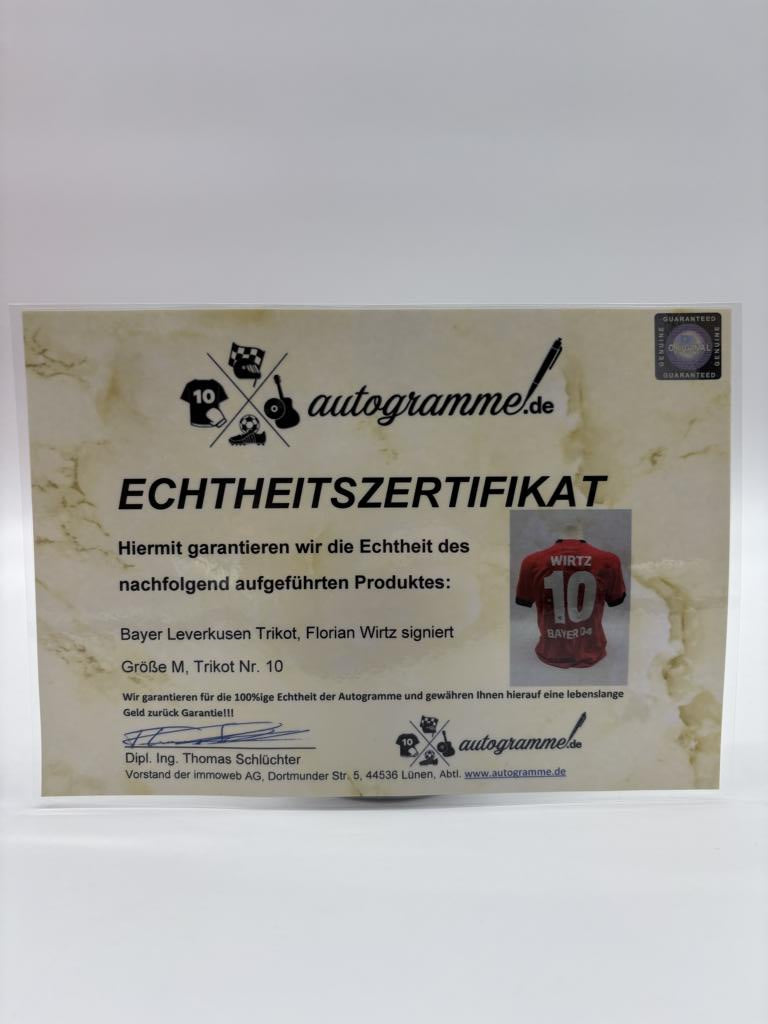 GUARANTEED
GENUINE
ORIGINAL
GENUINE
GUARANTEED
10
autogramme.de
ECHTHEITSZERTIFIKAT
Hiermit garantieren wir die Echtheit des
nachfolgend aufgeführten Produktes:
WIRTZ
10
BAYER 04
Bayer Leverkusen Trikot, Florian Wirtz signiert
Größe M, Trikot Nr. 10
Wir garantieren für die 100%ige Echtheit der Autogramme und gewähren Ihnen hierauf eine lebenslange
Geld zurück Garantie!!!
10
autogramme.de
Dipl. Ing. Thomas Schlüchter
Vorstand der immoweb AG, Dortmunder Str. 5, 44536 Lünen, Abtl. www.autogramme.de